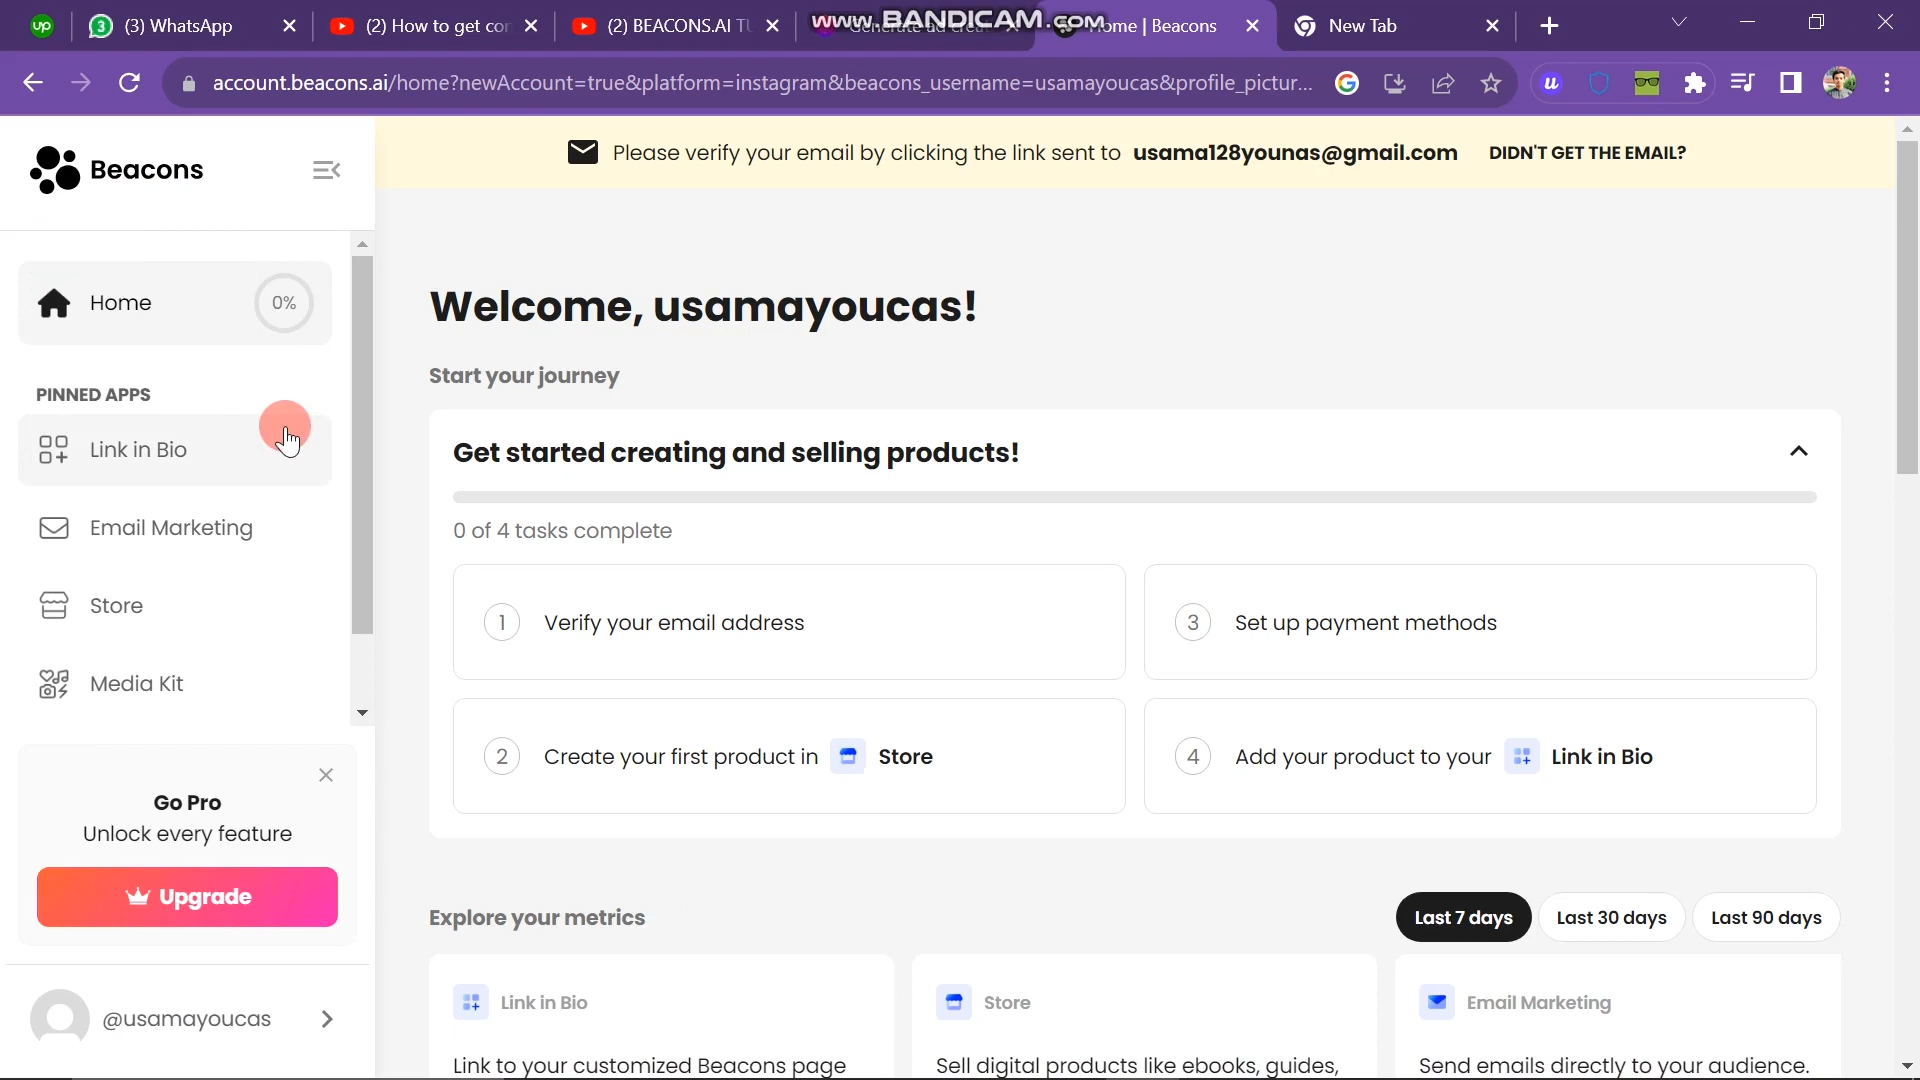 (3) WhatsApp
(2) How to get cor
(2) BEACONS.AI TU
www.BANDICAM.COM
Home | Beacons
New Tab
account.beacons.ai/home?newAccount=true&platform=instagram&beacons_username=usamayoucas&profile_pictur...
Beacons
Please verify your email by clicking the link sent to usama128younas@gmail.com DIDN'T GET THE EMAIL?
Home
0%
PINNED APPS
Link in Bio
Email Marketing
Store
Media Kit
Go Pro
Unlock every feature
Upgrade
@usamayoucas
Welcome, usamayoucas!
Start your journey
Get started creating and selling products!
0 of 4 tasks complete
1 Verify your email address
3 Set up payment methods
2 Create your first product in Store
4 Add your product to your Link in Bio
Explore your metrics
Last 7 days
Last 30 days
Last 90 days
Link in Bio
Link to your customized Beacons page
Store
Sell digital products like ebooks, guides,
Email Marketing
Send emails directly to your audience.